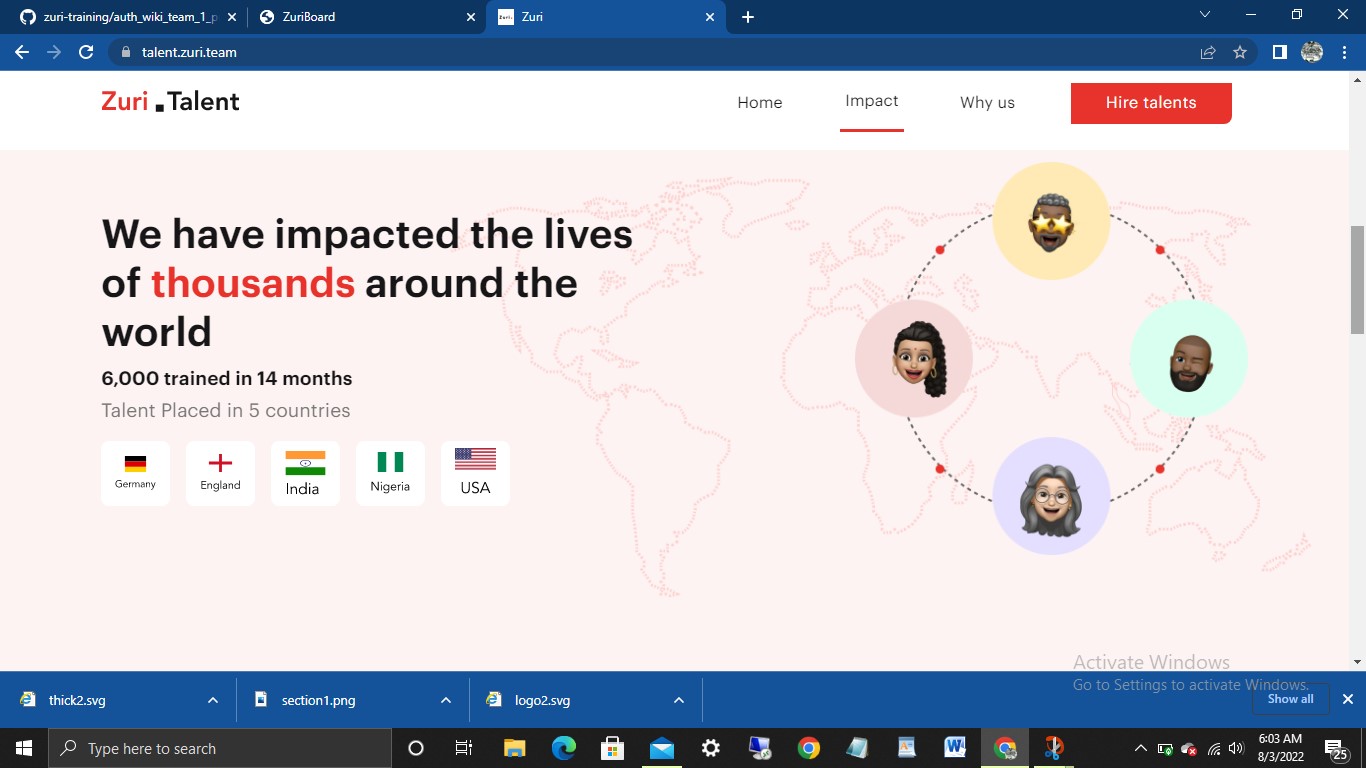 zuri-training/auth_wiki_team_1_p
ZuriBoard
Zuri
talent.zuri.team
Zuri .Talent
Home
Impact
Why us
Hire talents
We have impacted the lives
of thousands around the
world
6,000 trained in 14 months
Talent Placed in 5 countries
Germany
England
India
Nigeria
USA
Activate Windows
Go to Settings to activate Windows.
thick2.svg
section1.png
logo2.svg
Show all
Type here to search
6:03 AM
8/3/2022
25